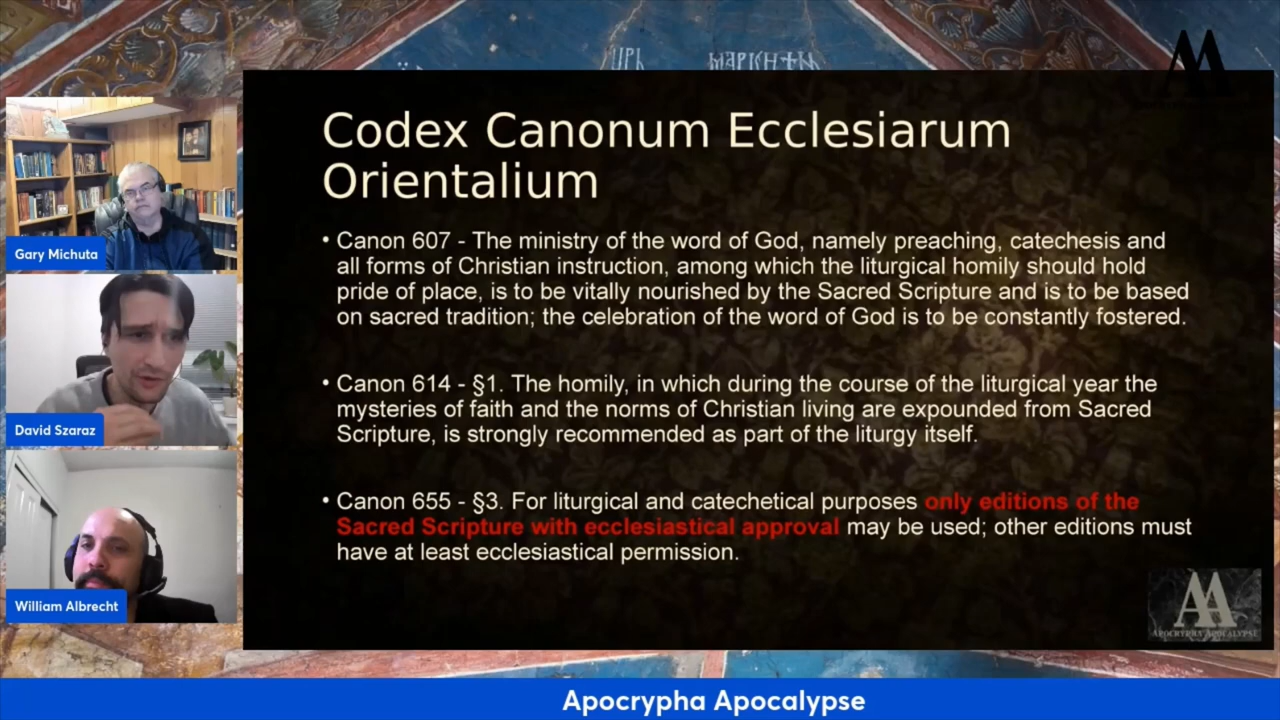 Codex Canonum Ecclesiarum
Orientalium
• Canon 607 - The ministry of the word of God, namely preaching, catechesis and
all forms of Christian instruction, among which the liturgical homily should hold
pride of place, is to be vitally nourished by the Sacred Scripture and is to be based
on sacred tradition; the celebration of the word of God is to be constantly fostered.
• Canon 614 - §1. The homily, in which during the course of the liturgical year the
mysteries of faith and the norms of Christian living are expounded from Sacred
Scripture, is strongly recommended as part of the liturgy itself.
• Canon 655 - §3. For liturgical and catechetical purposes only editions of the
Sacred Scripture with ecclesiastical approval may be used; other editions must
have at least ecclesiastical permission.
Gary Michuta
David Szaraz
William Albrecht
AA
APOCRYPHA APOCALYPSE
Apocrypha Apocalypse